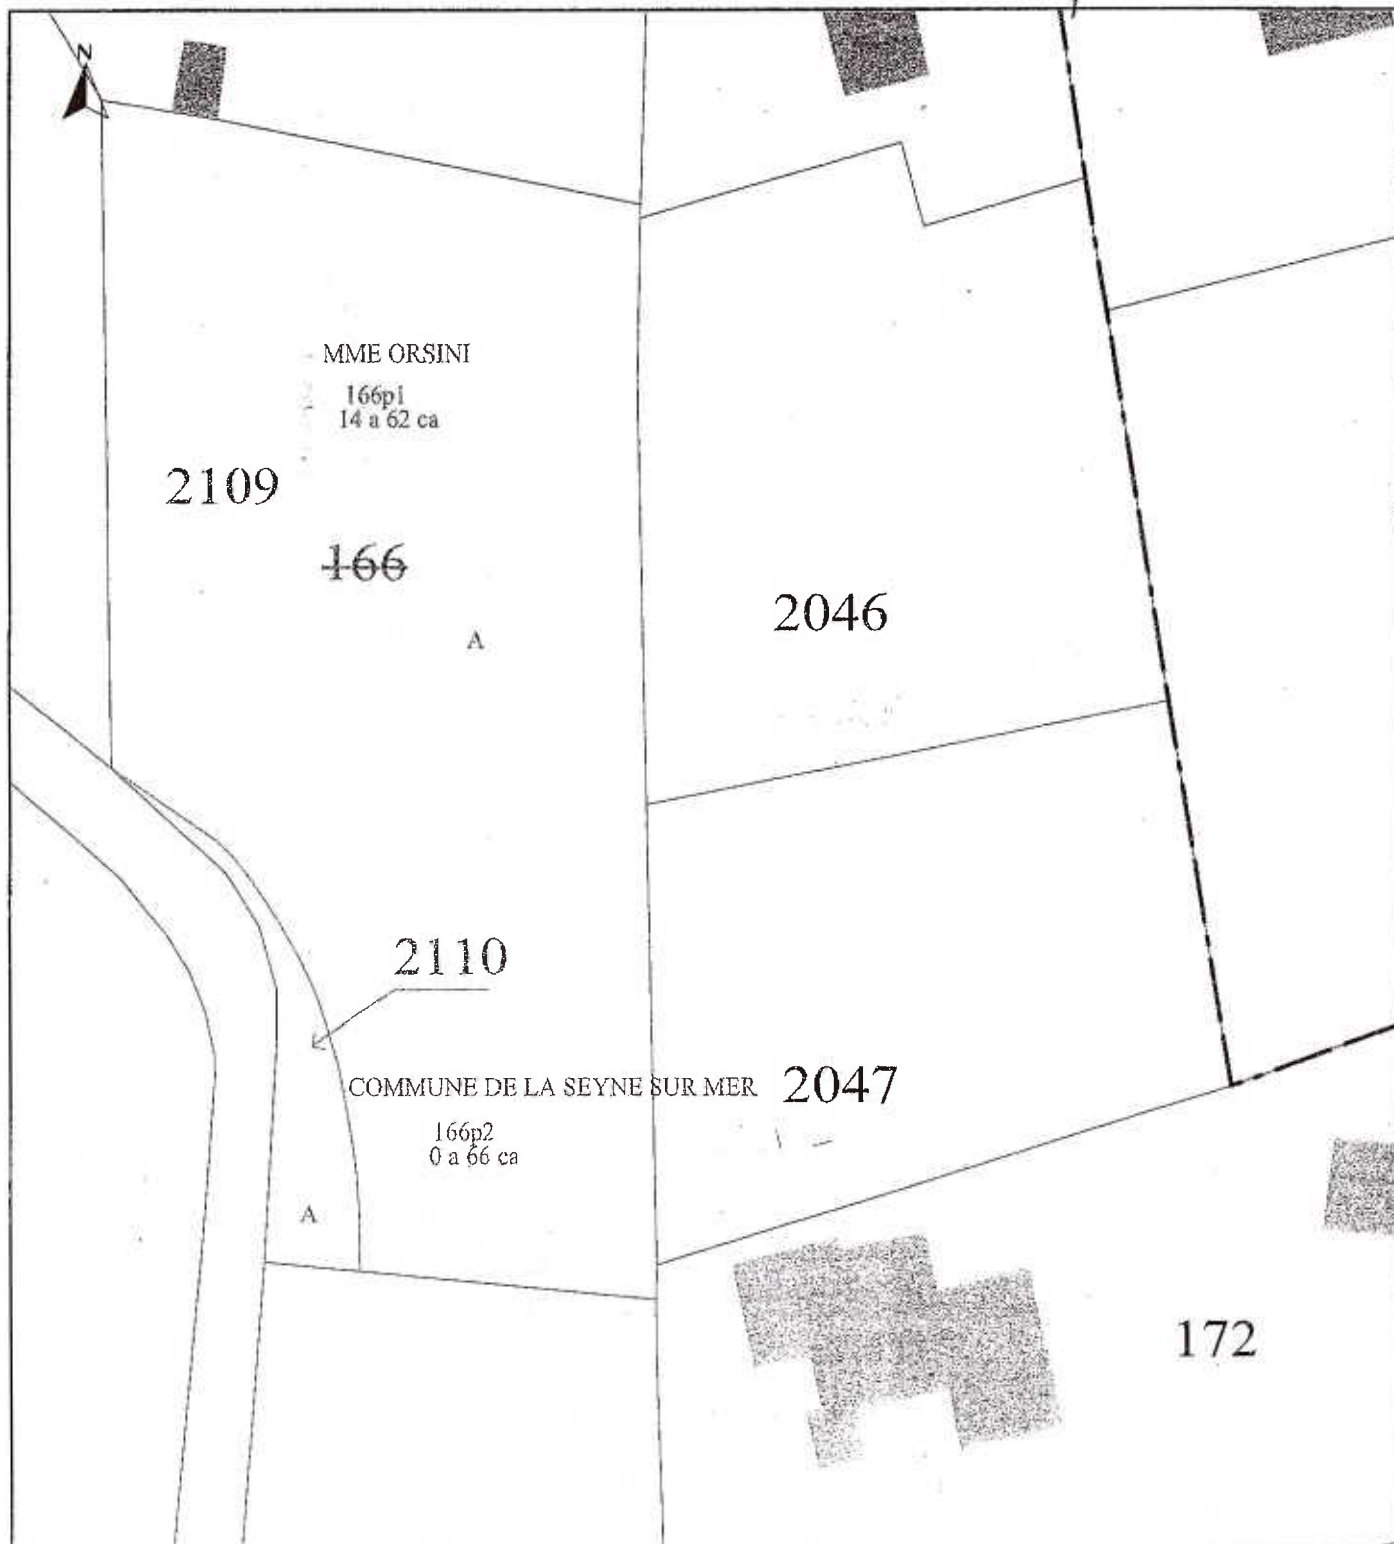 N
MME ORSINI
166p1
14 a 62 ca
2109
166
A
2046
2110
COMMUNE DE LA SEYNE SUR MER
2047
166p2
0 a 66 ca
A
172